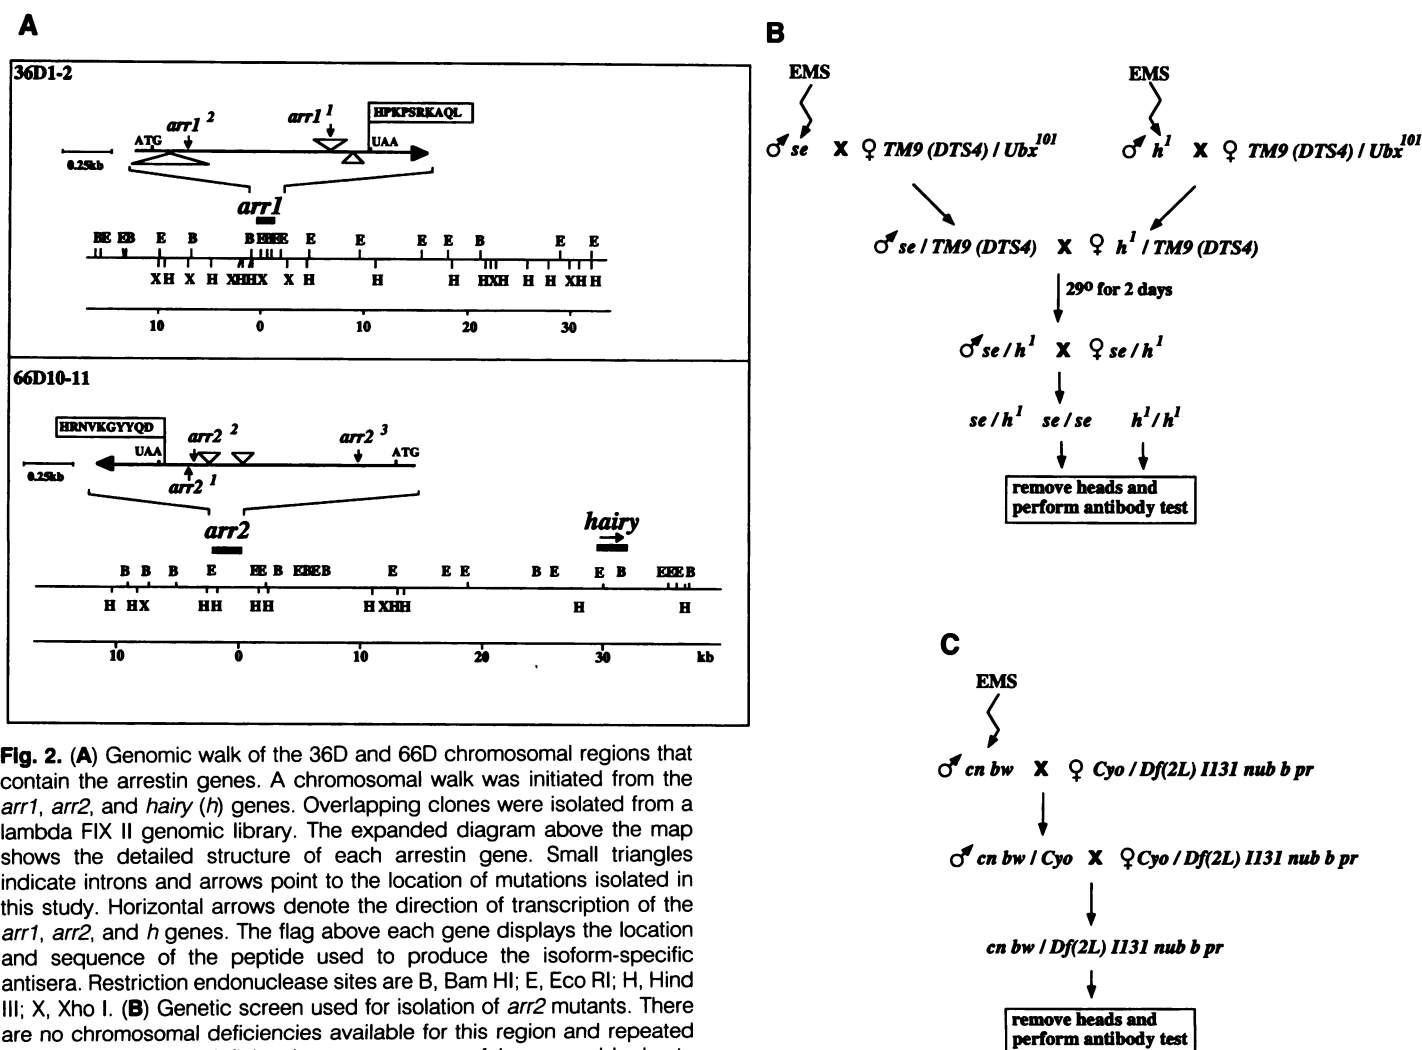 A
36D1-2
arr1 2
arr1 1
HPKPSRKAQL
ATG
UAA
0.25kb
arr1
BE EB E B B EEEE E E E E B E E
X H X H XHHX X H H H HXH H H XH H
10 0 10 20 30
66D10-11
HRNVKGYYQD
arr2 2
arr2 3
UAA
ATG
0.25kb
arr2 1
arr2
hairy
B B B E EE B EBEEB E E E B E E B EEE B
H HX HH HH H XHH H H
10 0 10 20 30 kb
Fig. 2. (A) Genomic walk of the 36D and 66D chromosomal regions that
contain the arrestin genes. A chromosomal walk was initiated from the
arr1, arr2, and hairy (h) genes. Overlapping clones were isolated from a
lambda FIX II genomic library. The expanded diagram above the map
shows the detailed structure of each arrestin gene. Small triangles
indicate introns and arrows point to the location of mutations isolated in
this study. Horizontal arrows denote the direction of transcription of the
arr1, arr2, and h genes. The flag above each gene displays the location
and sequence of the peptide used to produce the isoform-specific
antisera. Restriction endonuclease sites are B, Bam HI; E, Eco RI; H, Hind
III; X, Xho I. (B) Genetic screen used for isolation of arr2 mutants. There
are no chromosomal deficiencies available for this region and repeated
B
EMS
EMS
♂ se X ♀ TM9 (DTS4) / Ubx101
♂ h1 X ♀ TM9 (DTS4) / Ubx101
♂ se / TM9 (DTS4) X ♀ h1 / TM9 (DTS4)
29o for 2 days
♂ se / h1 X ♀ se / h1
se / h1 se / se h1 / h1
remove heads and
perform antibody test
C
EMS
♂ cn bw X ♀ Cyo / Df(2L) I131 nub b pr
♂ cn bw / Cyo X ♀ Cyo / Df(2L) I131 nub b pr
cn bw / Df(2L) I131 nub b pr
remove heads and
perform antibody test